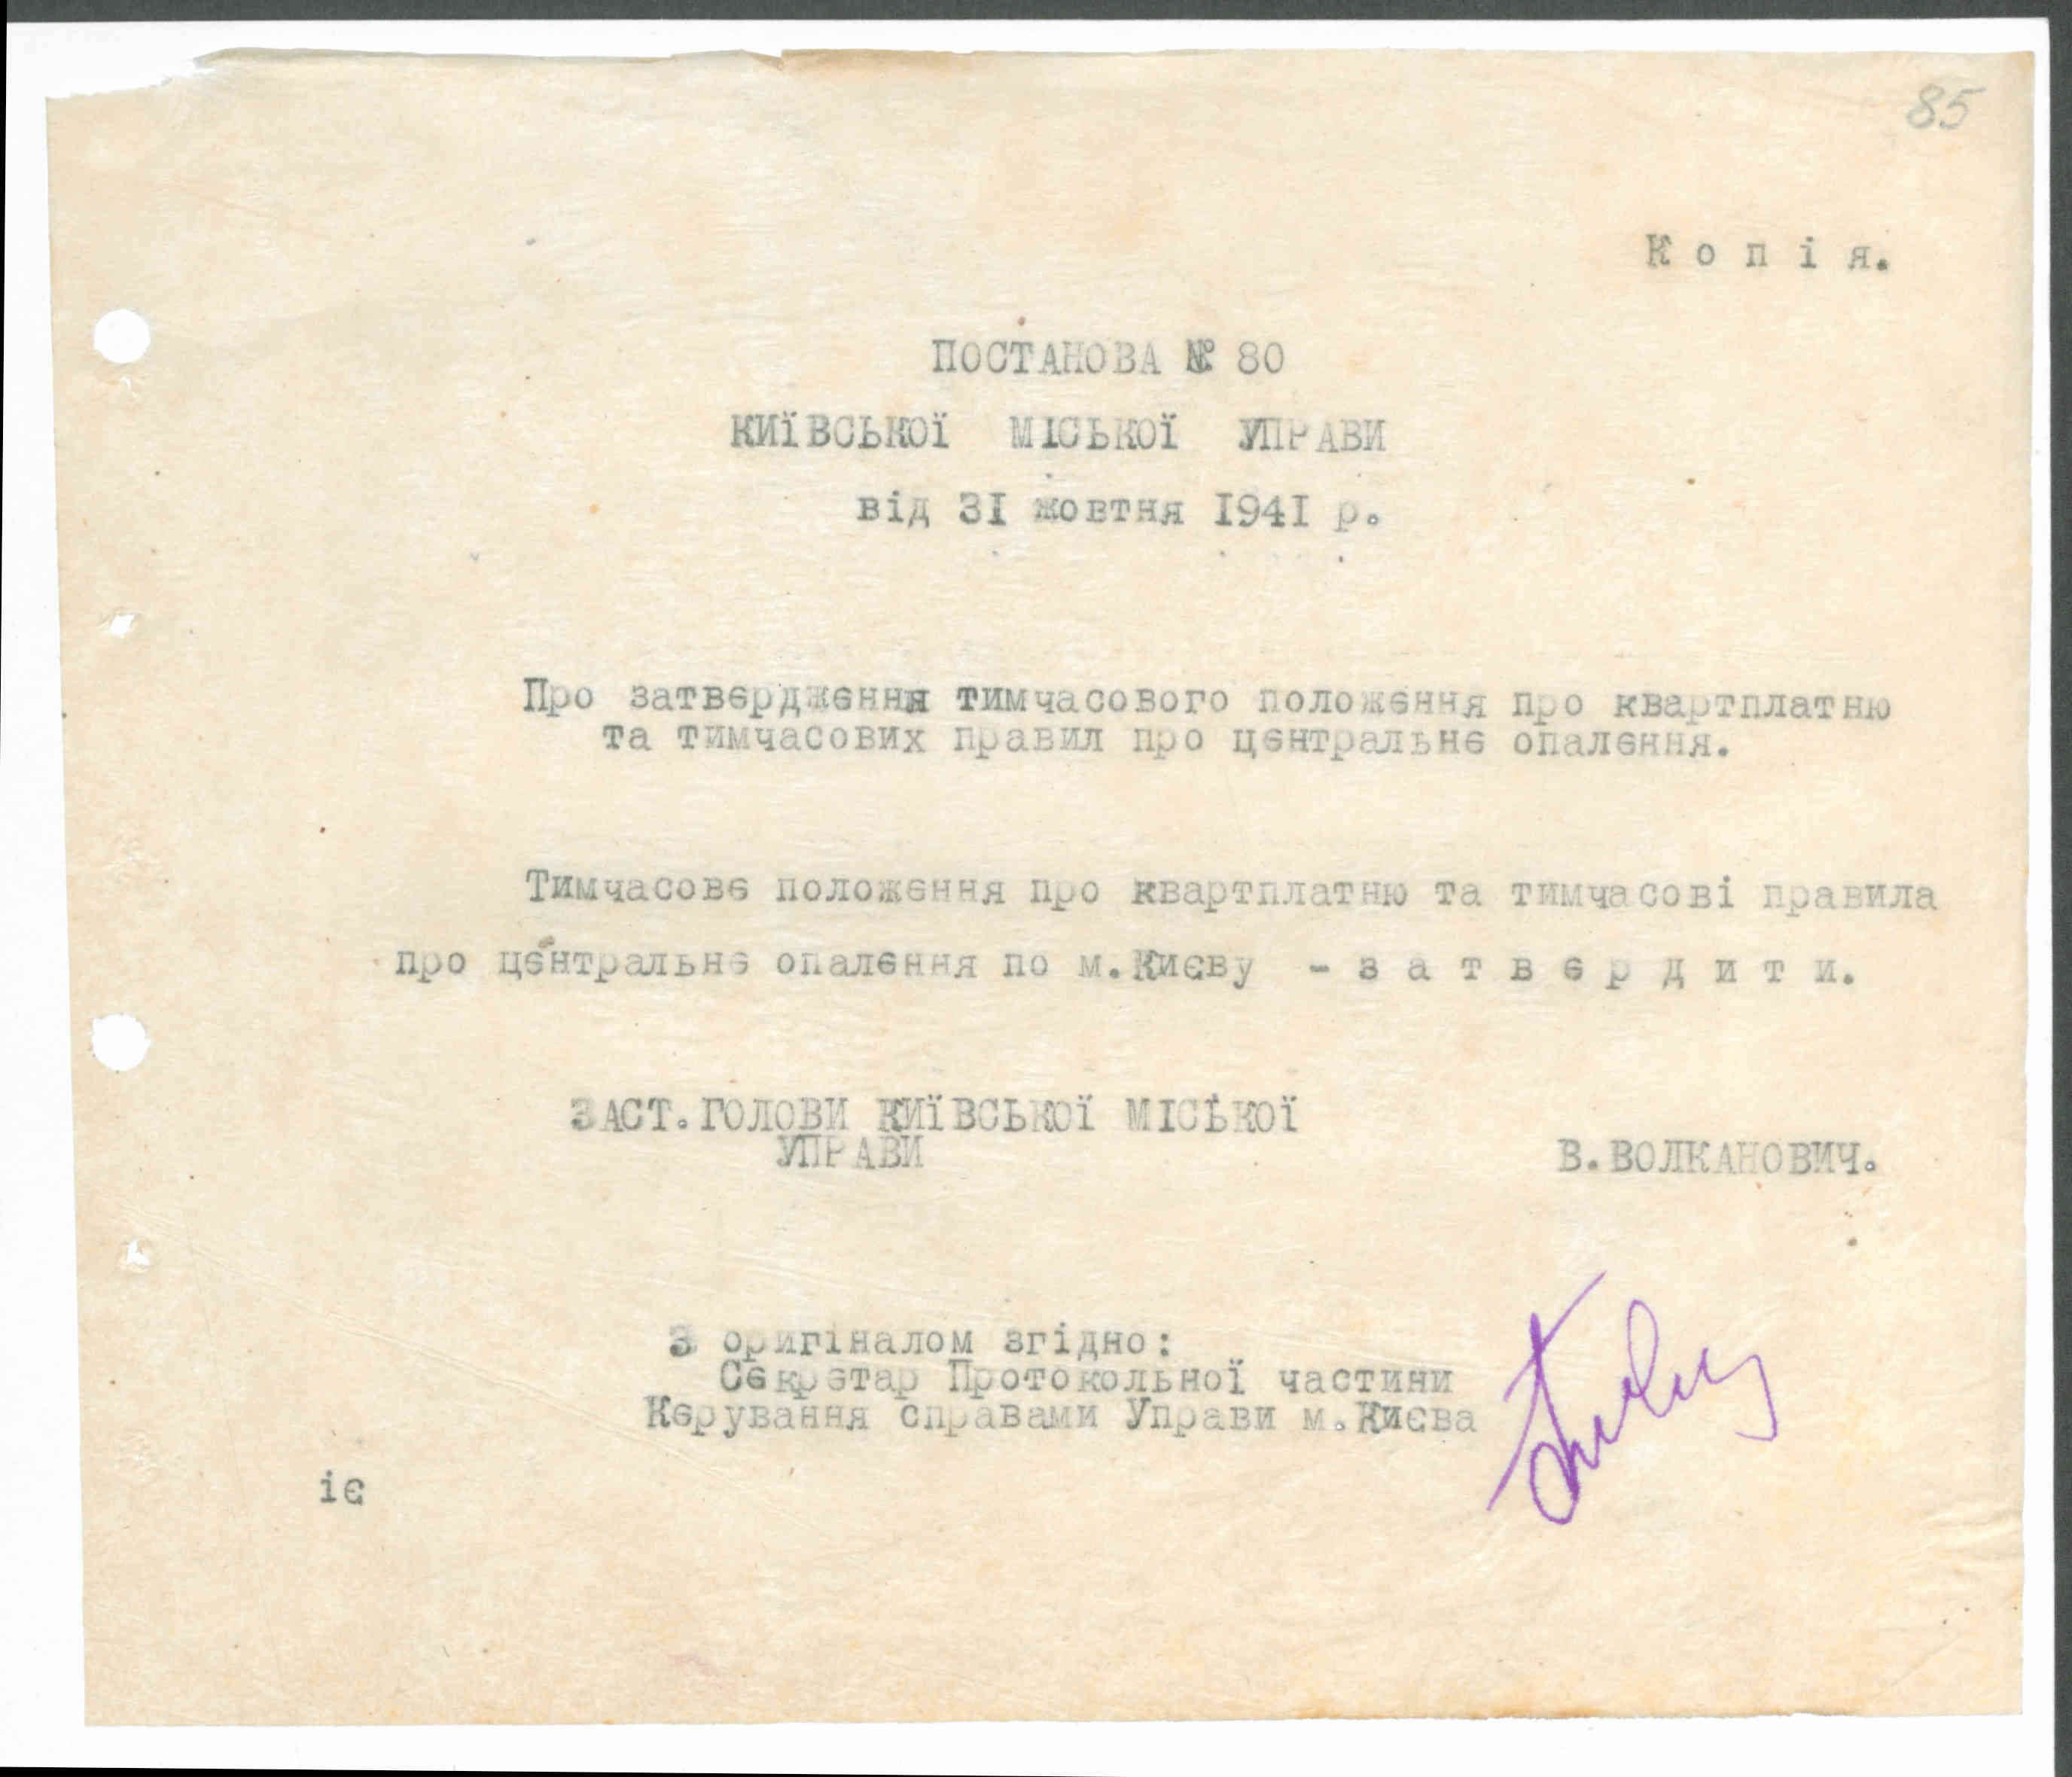 85
К о п і я.
ПОСТАНОВА № 80
КИЇВСЬКОЇ МІСЬКОЇ УПРАВИ
від 31 жовтня 1941 р.
Про затвердження тимчасового положення про квартплатню
та тимчасових правил про центральне опалення.
Тимчасове положення про квартплатню та тимчасові правила
про центральне опалення по м.Києву - з а т в е р д и т и.
ЗАСТ.ГОЛОВИ КИЇВСЬКОЇ МІСЬКОЇ
УПРАВИ
В.ВОЛКАНОВИЧ.
З оригіналом згідно:
Секретар Протокольної частини
Керування справами Управи м.Києва
іє